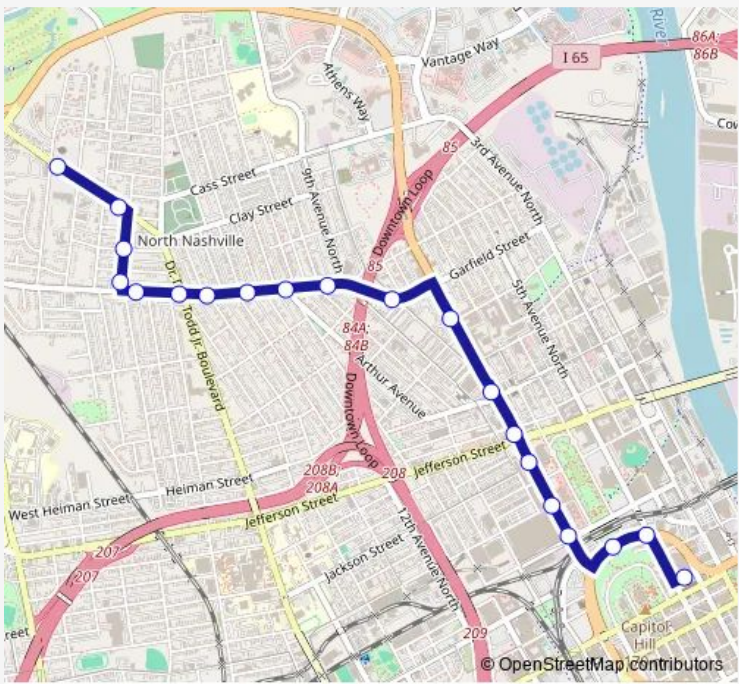 River
86A;
86B
Vantage Way
I 65
Athens Way
Cow
85
3rd Avenue North
Cass Street
9th Avenue North
Downtown Loop
Clay Street
North Nashville
Garfield Street
85
Dr.
Todd Jr. Boulevard
5th Avenue North
84A;
84B
Arthur Avenue
Downtown Loop
208B;
208A
208
Jefferson Street
Heiman Street
West Heiman Street
Jefferson Street
12th Avenue North
207
207
Jackson Street
reet
209
Capitol
Hill
© OpenStreetMap contributors